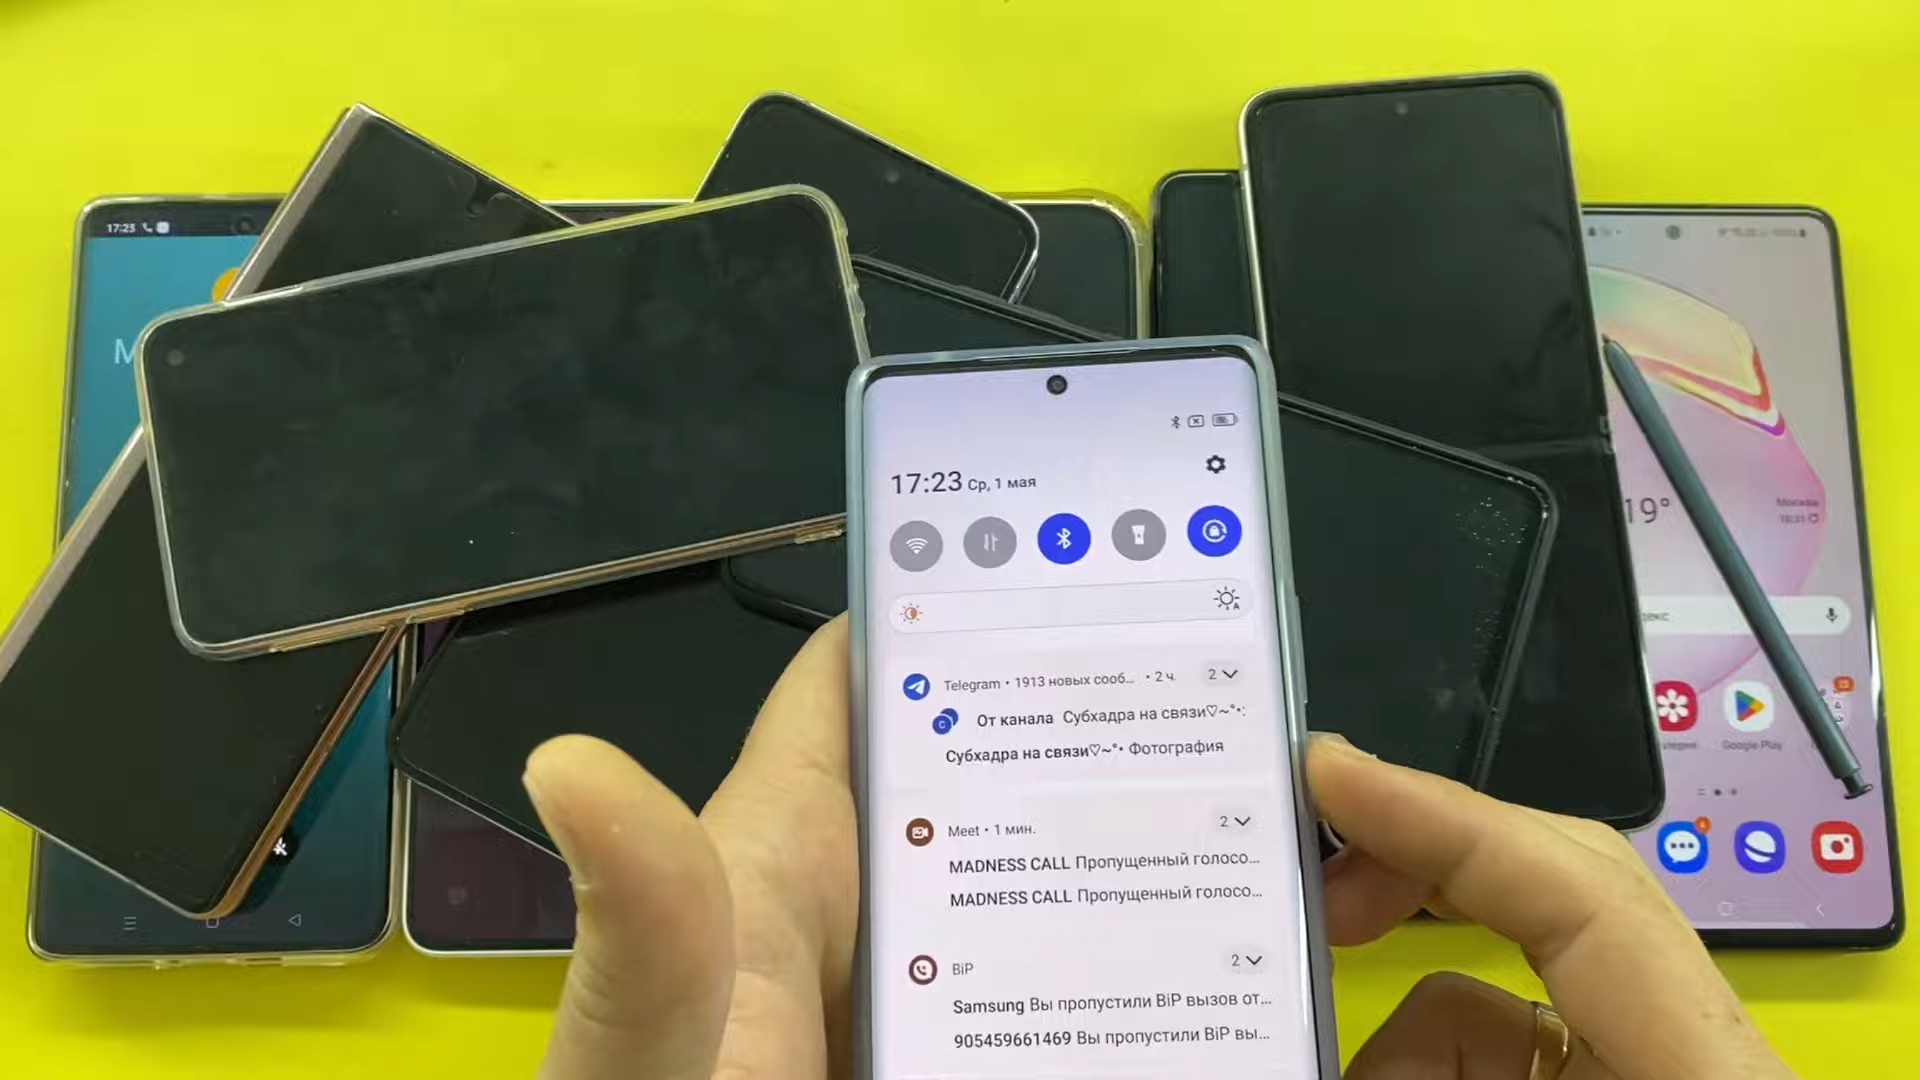 17:23
M
17:23 Ср, 1 мая
Telegram • 1913 новых сооб... • 2 ч.
2
С
От канала Субхадра на связи♡~°•:
Субхадра на связи♡~°• Фотография
Meet • 1 мин.
2
MADNESS CALL Пропущенный голосо...
MADNESS CALL Пропущенный голосо...
BiP
2
Samsung Вы пропустили BiP вызов от...
905459661469 Вы пропустили BiP вы...
19°
Москва
Google Play